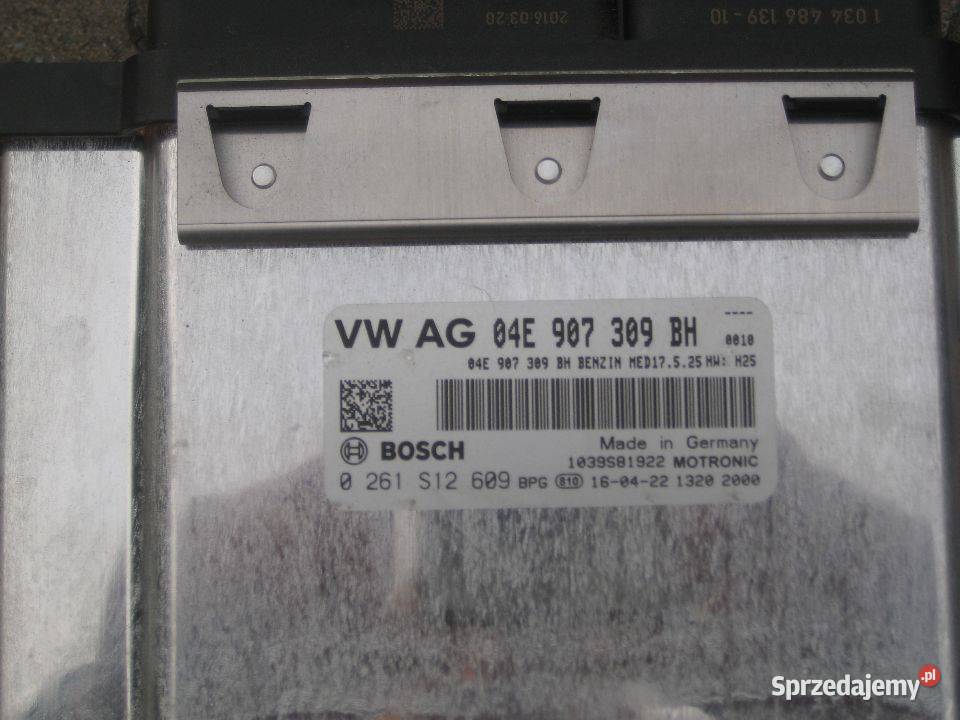 2016:03:20
1 034 486 139-10
VW AG 04E 907 309 BH ----
0010
04E 907 309 BH BENZIN MED17.5.25 HW: H25
BOSCH
Made in Germany
1039S81922 MOTRONIC
0 261 S12 609 BPG S10 16-04-22 1320 2000
Sprzedajemy.pl